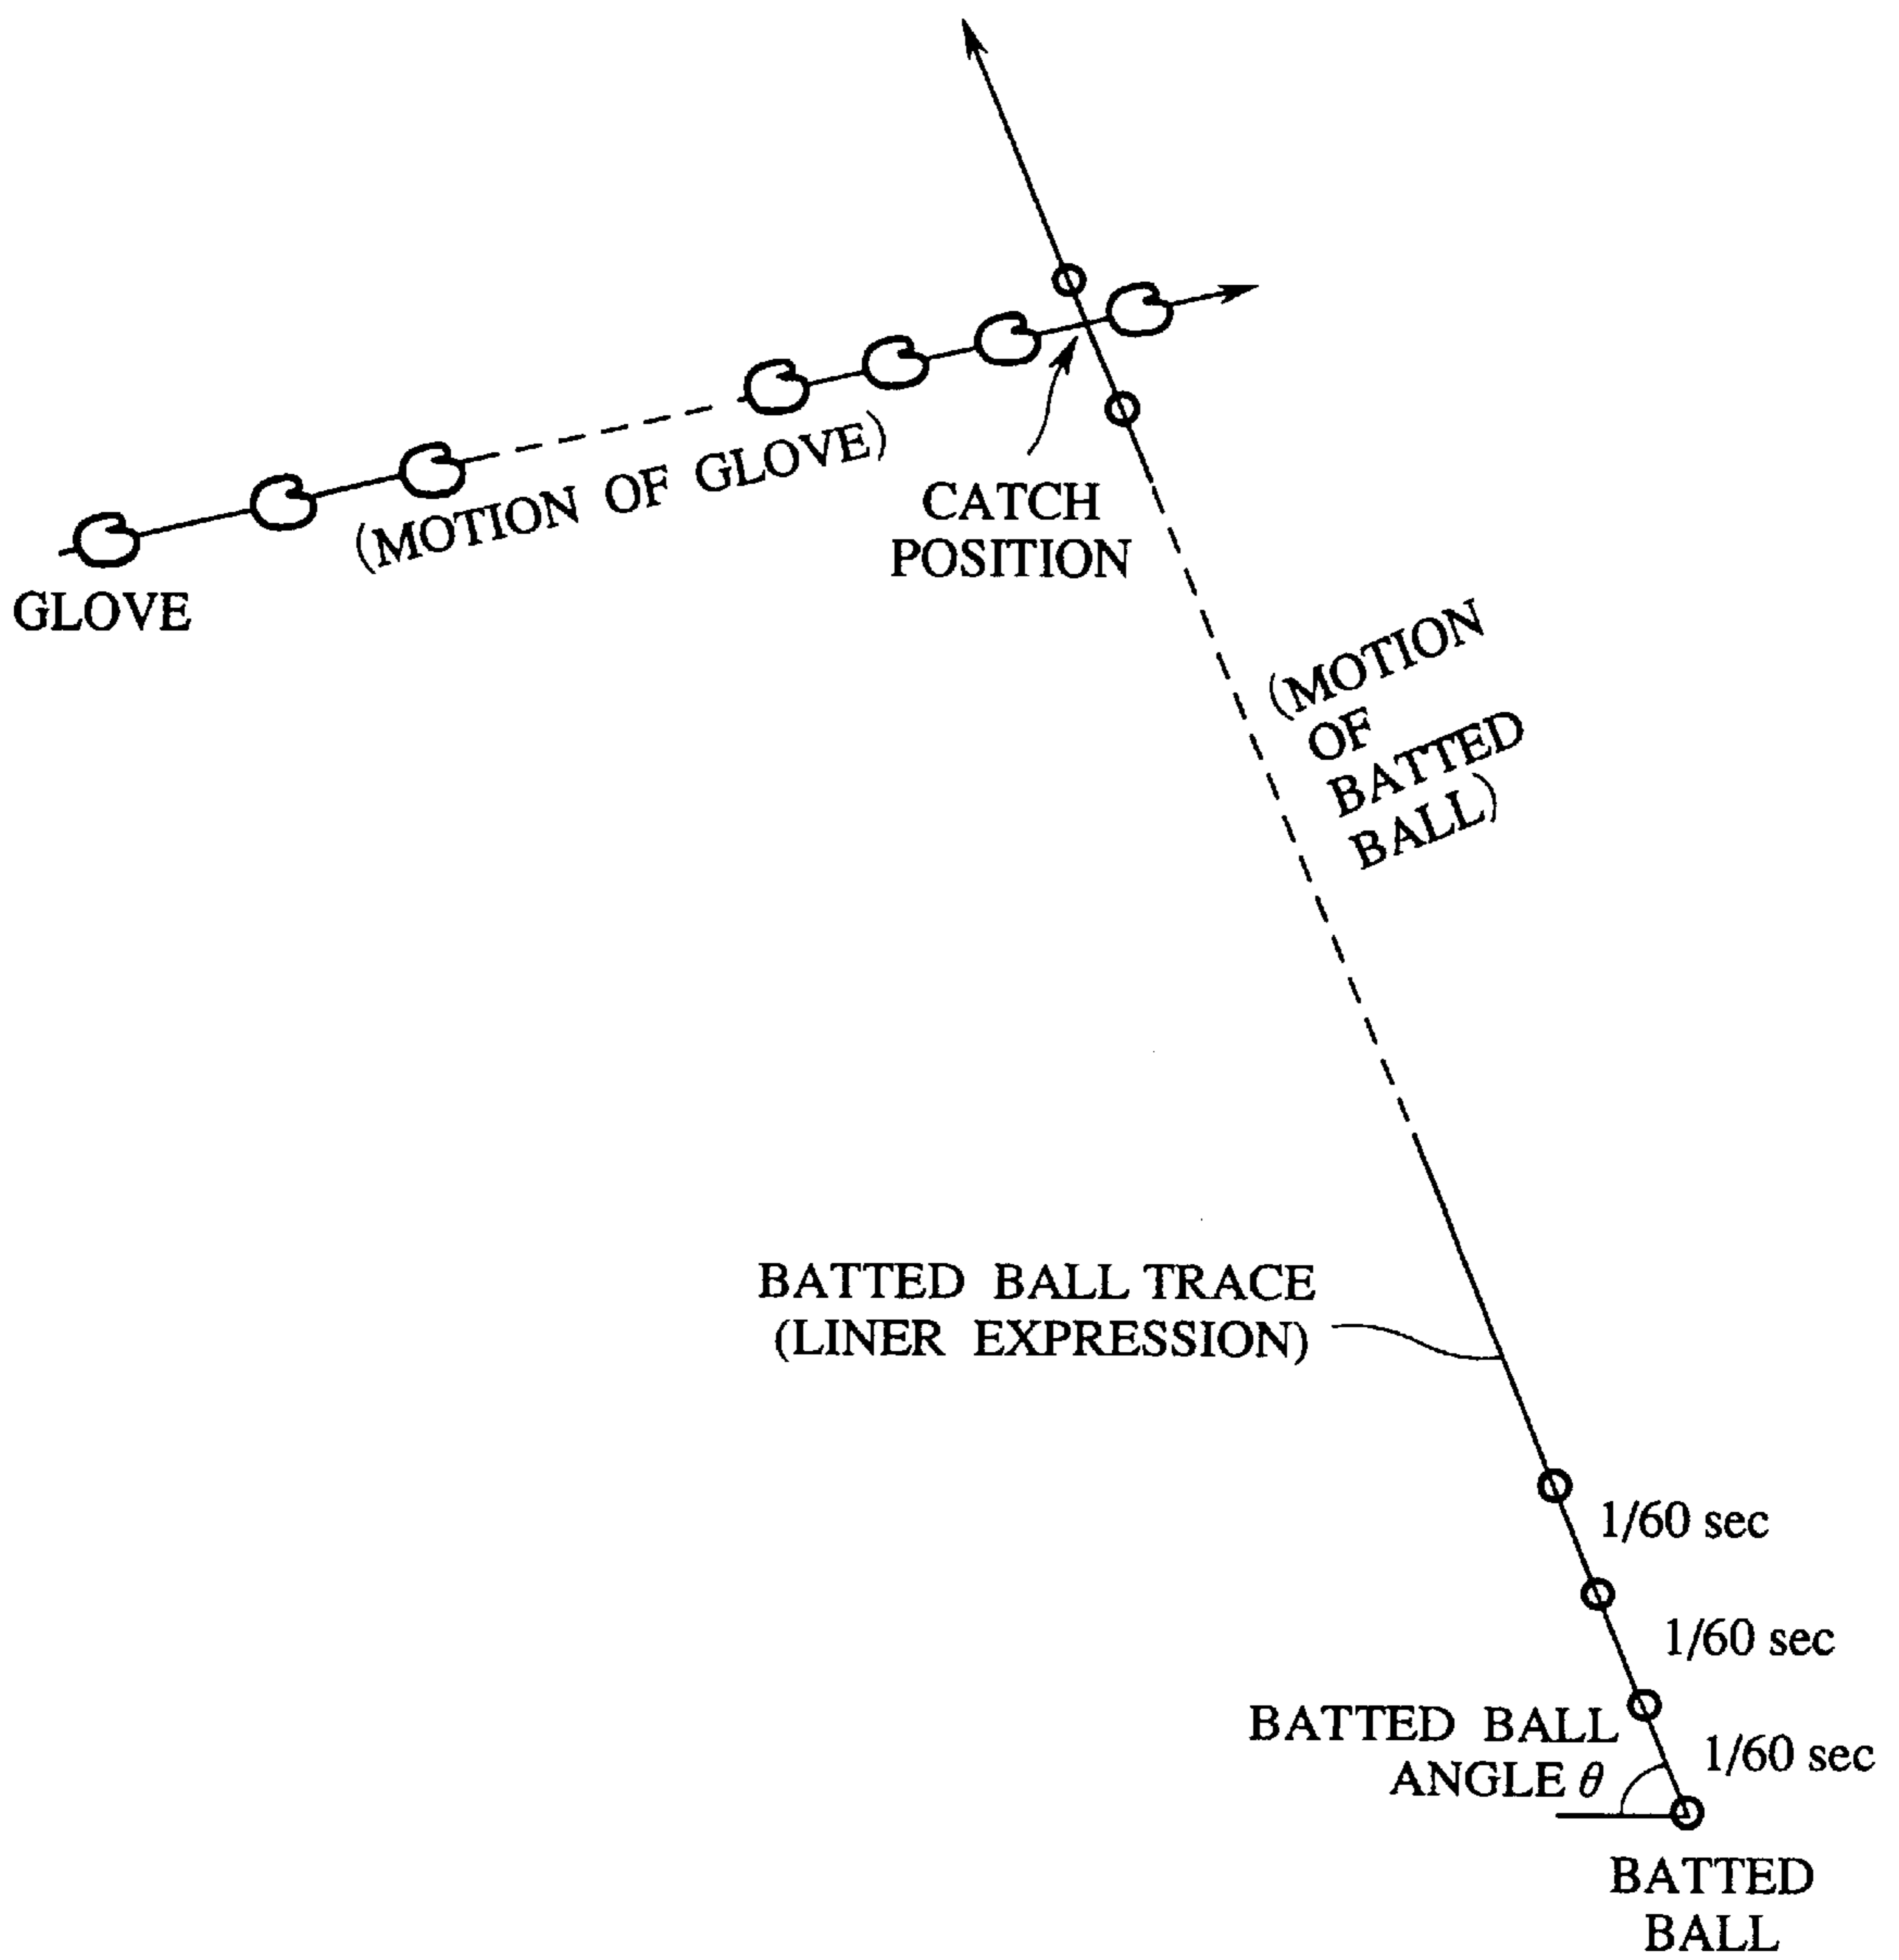 (MOTION OF GLOVE)
CATCH
POSITION
GLOVE
(MOTION
OF
BATTED
BALL)
BATTED BALL TRACE
(LINER EXPRESSION)
1/60 sec
1/60 sec
BATTED BALL
ANGLE θ
1/60 sec
BATTED
BALL